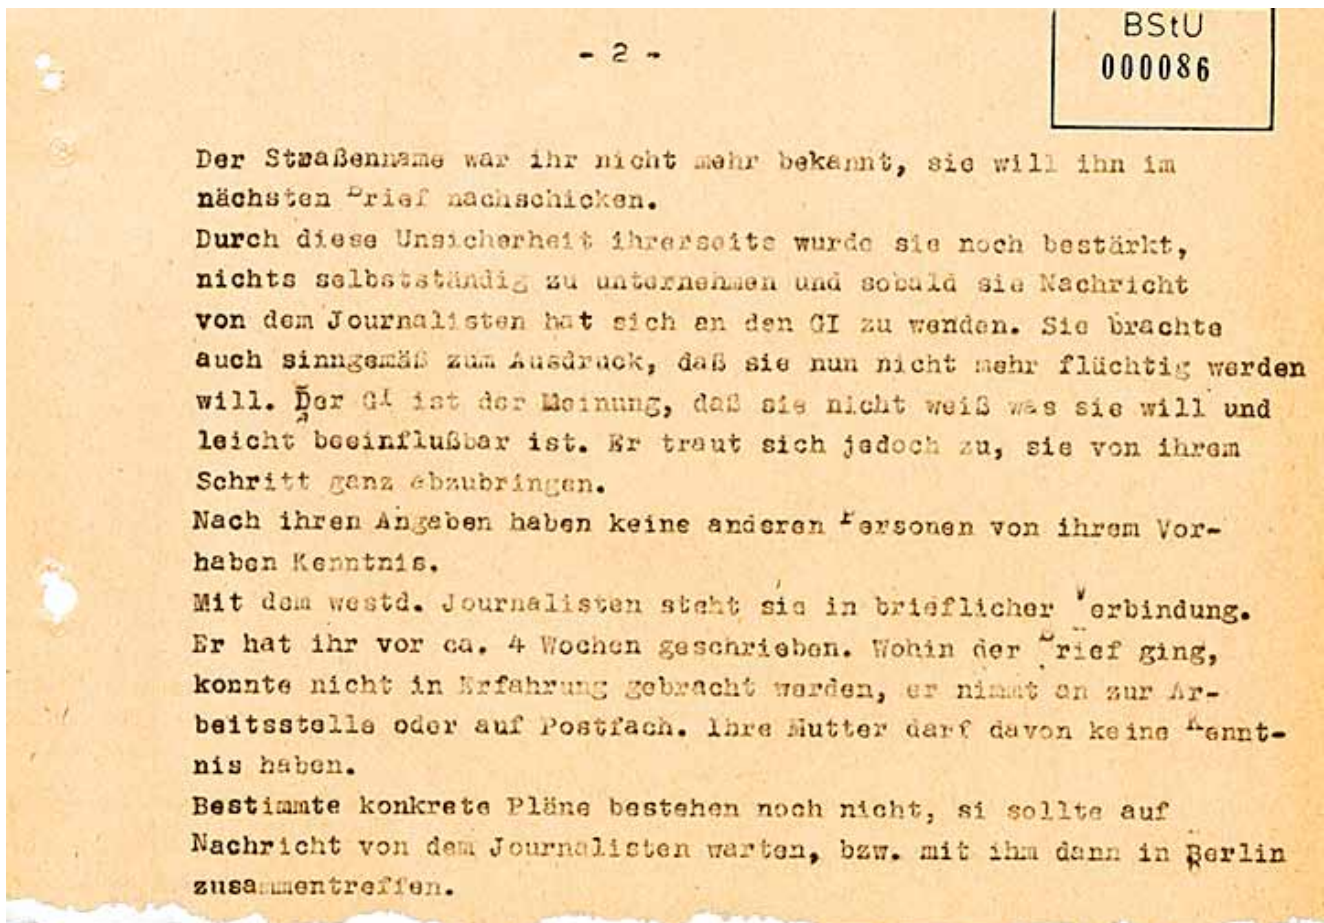 - 2 -
BStU
000086
Der Staaßenname war ihr nicht mehr bekannt, sie will ihn im
nächsten Brief nachschicken.
Durch diese Unsicherheit ihrerseits wurde sie noch bestärkt,
nichts selbstständig zu unternehmen und sobald sie Nachricht
von dem Journalisten hat sich an den GI zu wenden. Sie brachte
auch sinngemäß zum Ausdruck, daß sie nun nicht mehr flüchtig werden
will. Der GI ist der Meinung, daß sie nicht weiß was sie will und
leicht beeinflußbar ist. Er traut sich jedoch zu, sie von ihrem
Schritt ganz abzubringen.
Nach ihren Angaben haben keine anderen Personen von ihrem Vor-
haben Kenntnis.
Mit dem westd. Journalisten steht sie in brieflicher Verbindung.
Er hat ihr vor ca. 4 Wochen geschrieben. Wohin der Brief ging,
konnte nicht in Erfahrung gebracht werden, er nimmt an zur Ar-
beitsstelle oder auf Postfach. Ihre Mutter darf davon keine Kennt-
nis haben.
Bestimmte konkrete Pläne bestehen noch nicht, si sollte auf
Nachricht von dem Journalisten warten, bzw. mit ihm dann in Berlin
zusammentreffen.